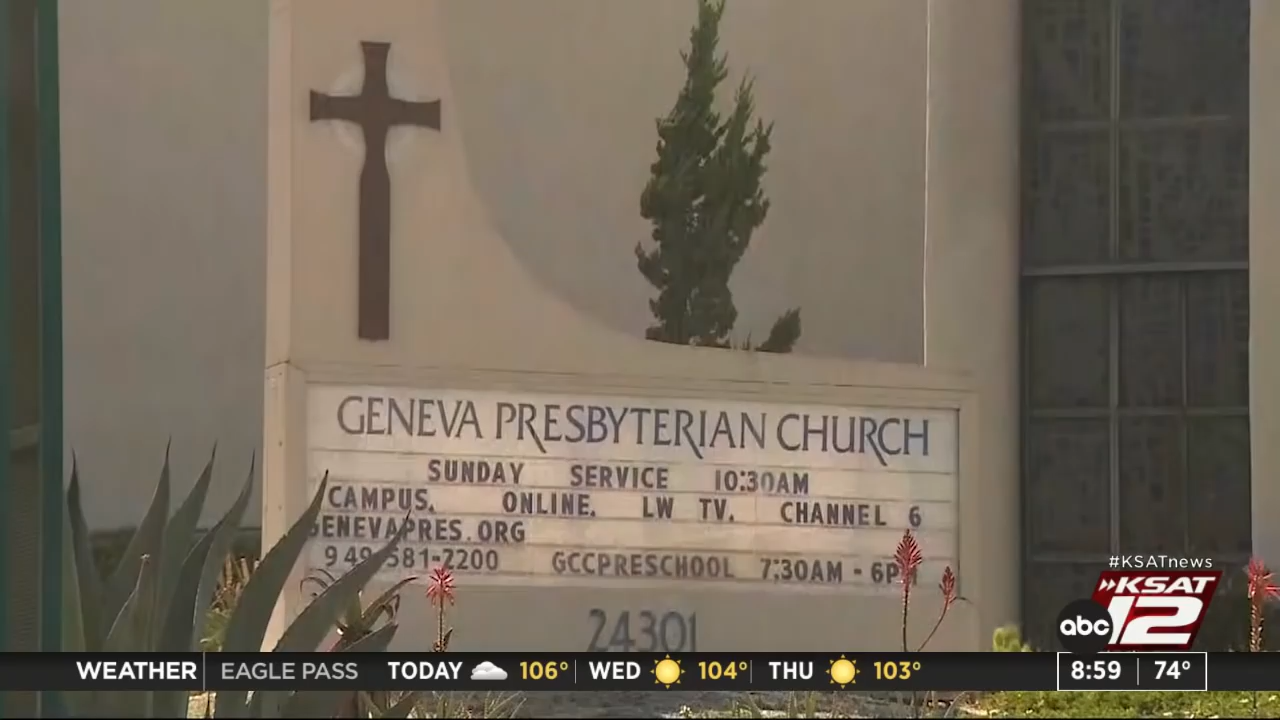 GENEVA PRESBYTERIAN CHURCH
SUNDAY SERVICE 10:30AM
CAMPUS. ONLINE. LW TV. CHANNEL 6
GENEVAPRES.ORG
949-581-2200 GCCPRESCHOOL 7:30AM - 6PM
24301
#KSATnews
KSAT
abc 12
WEATHER EAGLE PASS TODAY 106° WED 104° THU 103° 8:59 74°